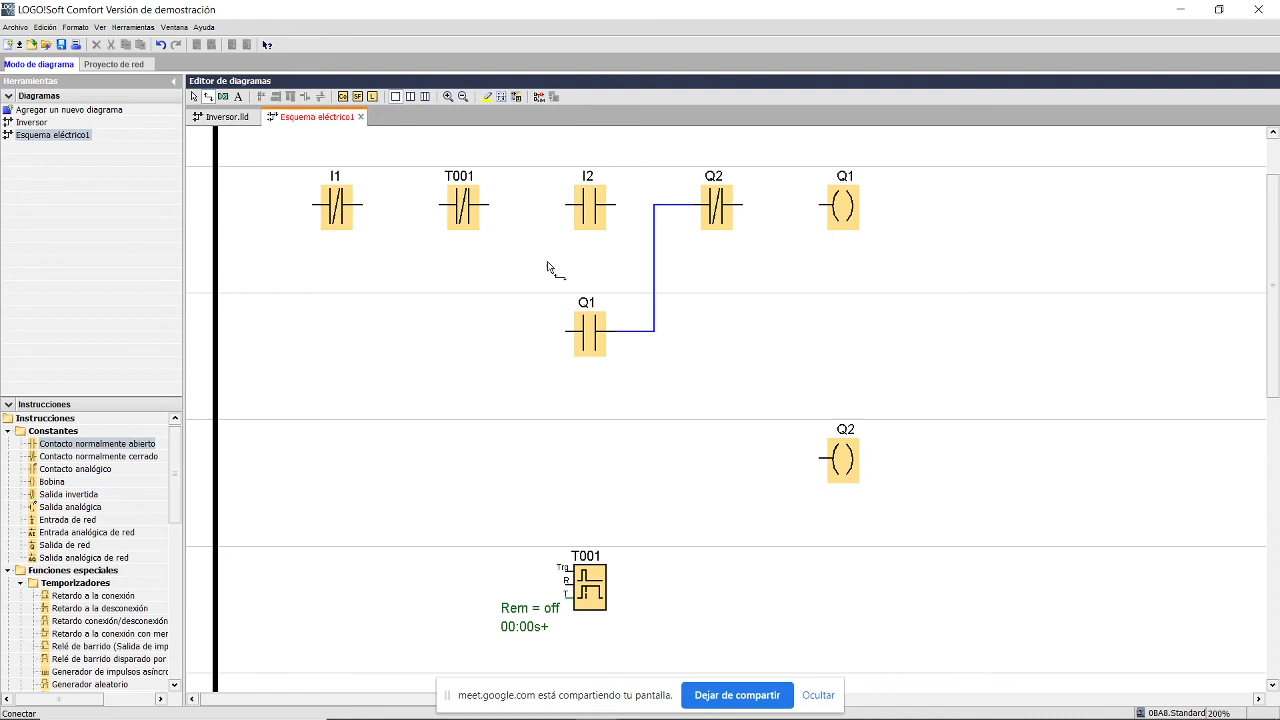 LOGO!Soft Comfort Versión de demostración
Archivo Edición Formato Ver Herramientas Ventana Ayuda
Modo de diagrama Proyecto de red
Herramientas
Editor de diagramas
Diagramas
Agregar un nuevo diagrama
Inversor
Esquema eléctrico1
A Co SF L
Inversor.lld Esquema eléctrico1
I1 T001 I2 Q2 Q1
Q1
Q2
T001
Trg
R
T
Rem = off
00:00s+
Instrucciones
Instrucciones
Constantes
Contacto normalmente abierto
Contacto normalmente cerrado
Contacto analógico
Bobina
Salida invertida
Salida analógica
Entrada de red
Entrada analógica de red
Salida de red
Salida analógica de red
Funciones especiales
Temporizadores
Retardo a la conexión
Retardo a la desconexión
Retardo conexión/desconexión
Retardo a la conexión con mer
Relé de barrido (Salida de imp
Relé de barrido disparado por
Generador de impulsos asíncr
Generador aleatorio
meet.google.com está compartiendo tu pantalla. Dejar de compartir Ocultar
Conectar
0BA8.Standard 200%